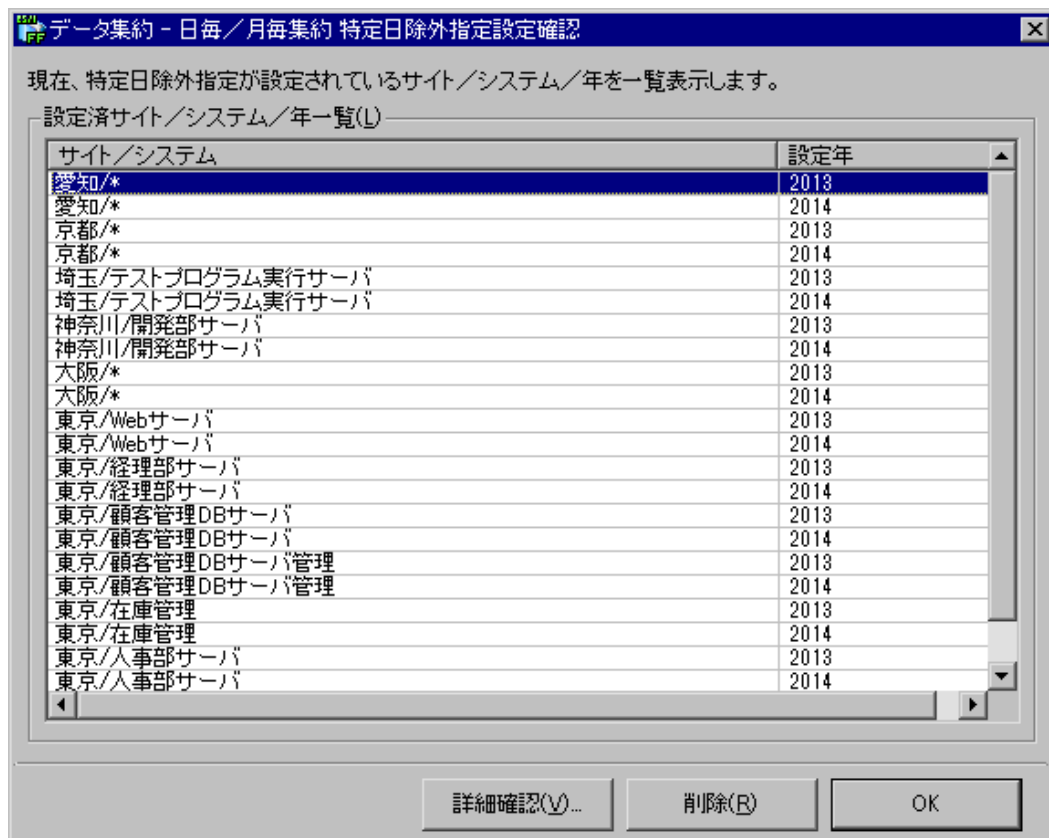 データ集約 - 日毎／月毎集約 特定日除外指定設定確認
現在、特定日除外指定が設定されているサイト／システム／年を一覧表示します。
設定済サイト／システム／年一覧(L)
サイト／システム 設定年
愛知/* 2013
愛知/* 2014
京都/* 2013
京都/* 2014
埼玉/テストプログラム実行サーバ 2013
埼玉/テストプログラム実行サーバ 2014
神奈川/開発部サーバ 2013
神奈川/開発部サーバ 2014
大阪/* 2013
大阪/* 2014
東京/Webサーバ 2013
東京/Webサーバ 2014
東京/経理部サーバ 2013
東京/経理部サーバ 2014
東京/顧客管理DBサーバ 2013
東京/顧客管理DBサーバ 2014
東京/顧客管理DBサーバ管理 2013
東京/顧客管理DBサーバ管理 2014
東京/在庫管理 2013
東京/在庫管理 2014
東京/人事部サーバ 2013
東京/人事部サーバ 2014
詳細確認(V)... 削除(R) OK